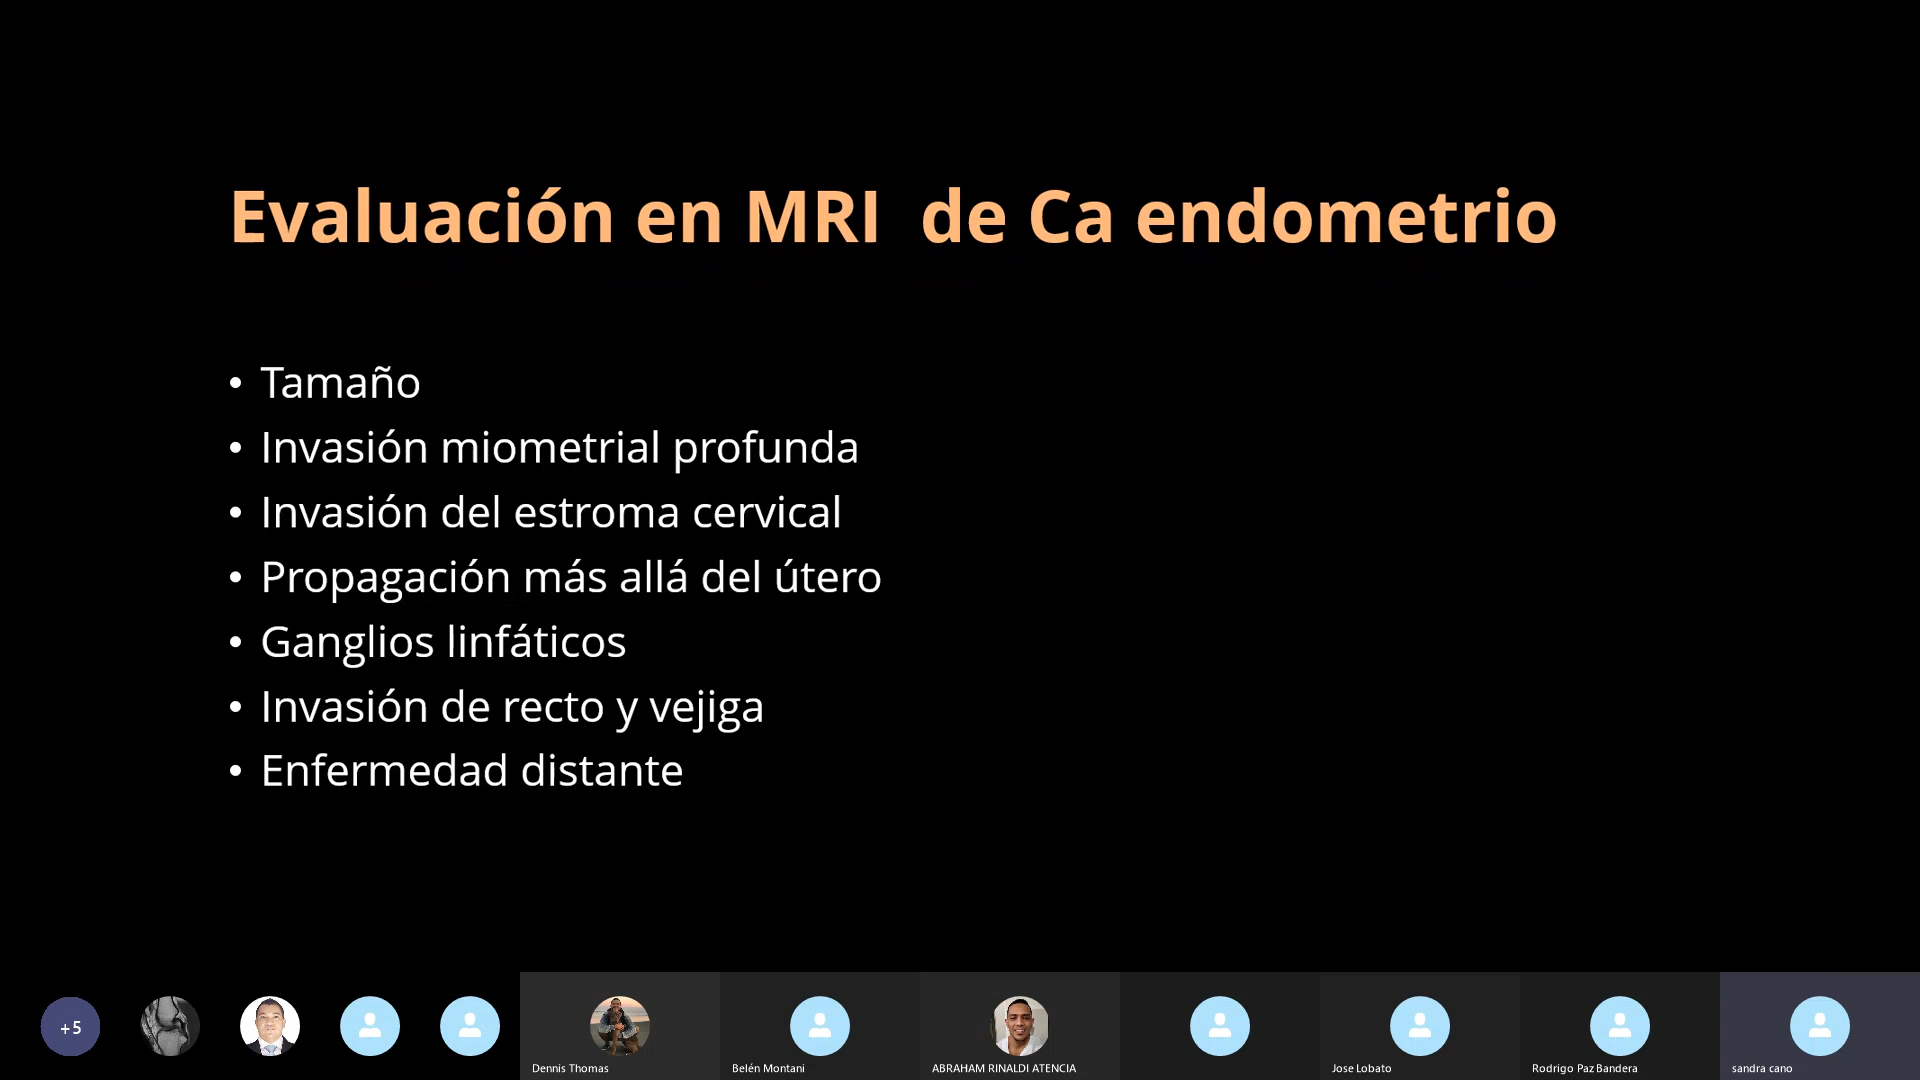 Evaluación en MRI  de Ca endometrio
• Tamaño
• Invasión miometrial profunda
• Invasión del estroma cervical
• Propagación más allá del útero
• Ganglios linfáticos
• Invasión de recto y vejiga
• Enfermedad distante
+5
Dennis Thomas
Belén Montani
ABRAHAM RINALDI ATENCIA
Jose Lobato
Rodrigo Paz Bandera
sandra cano